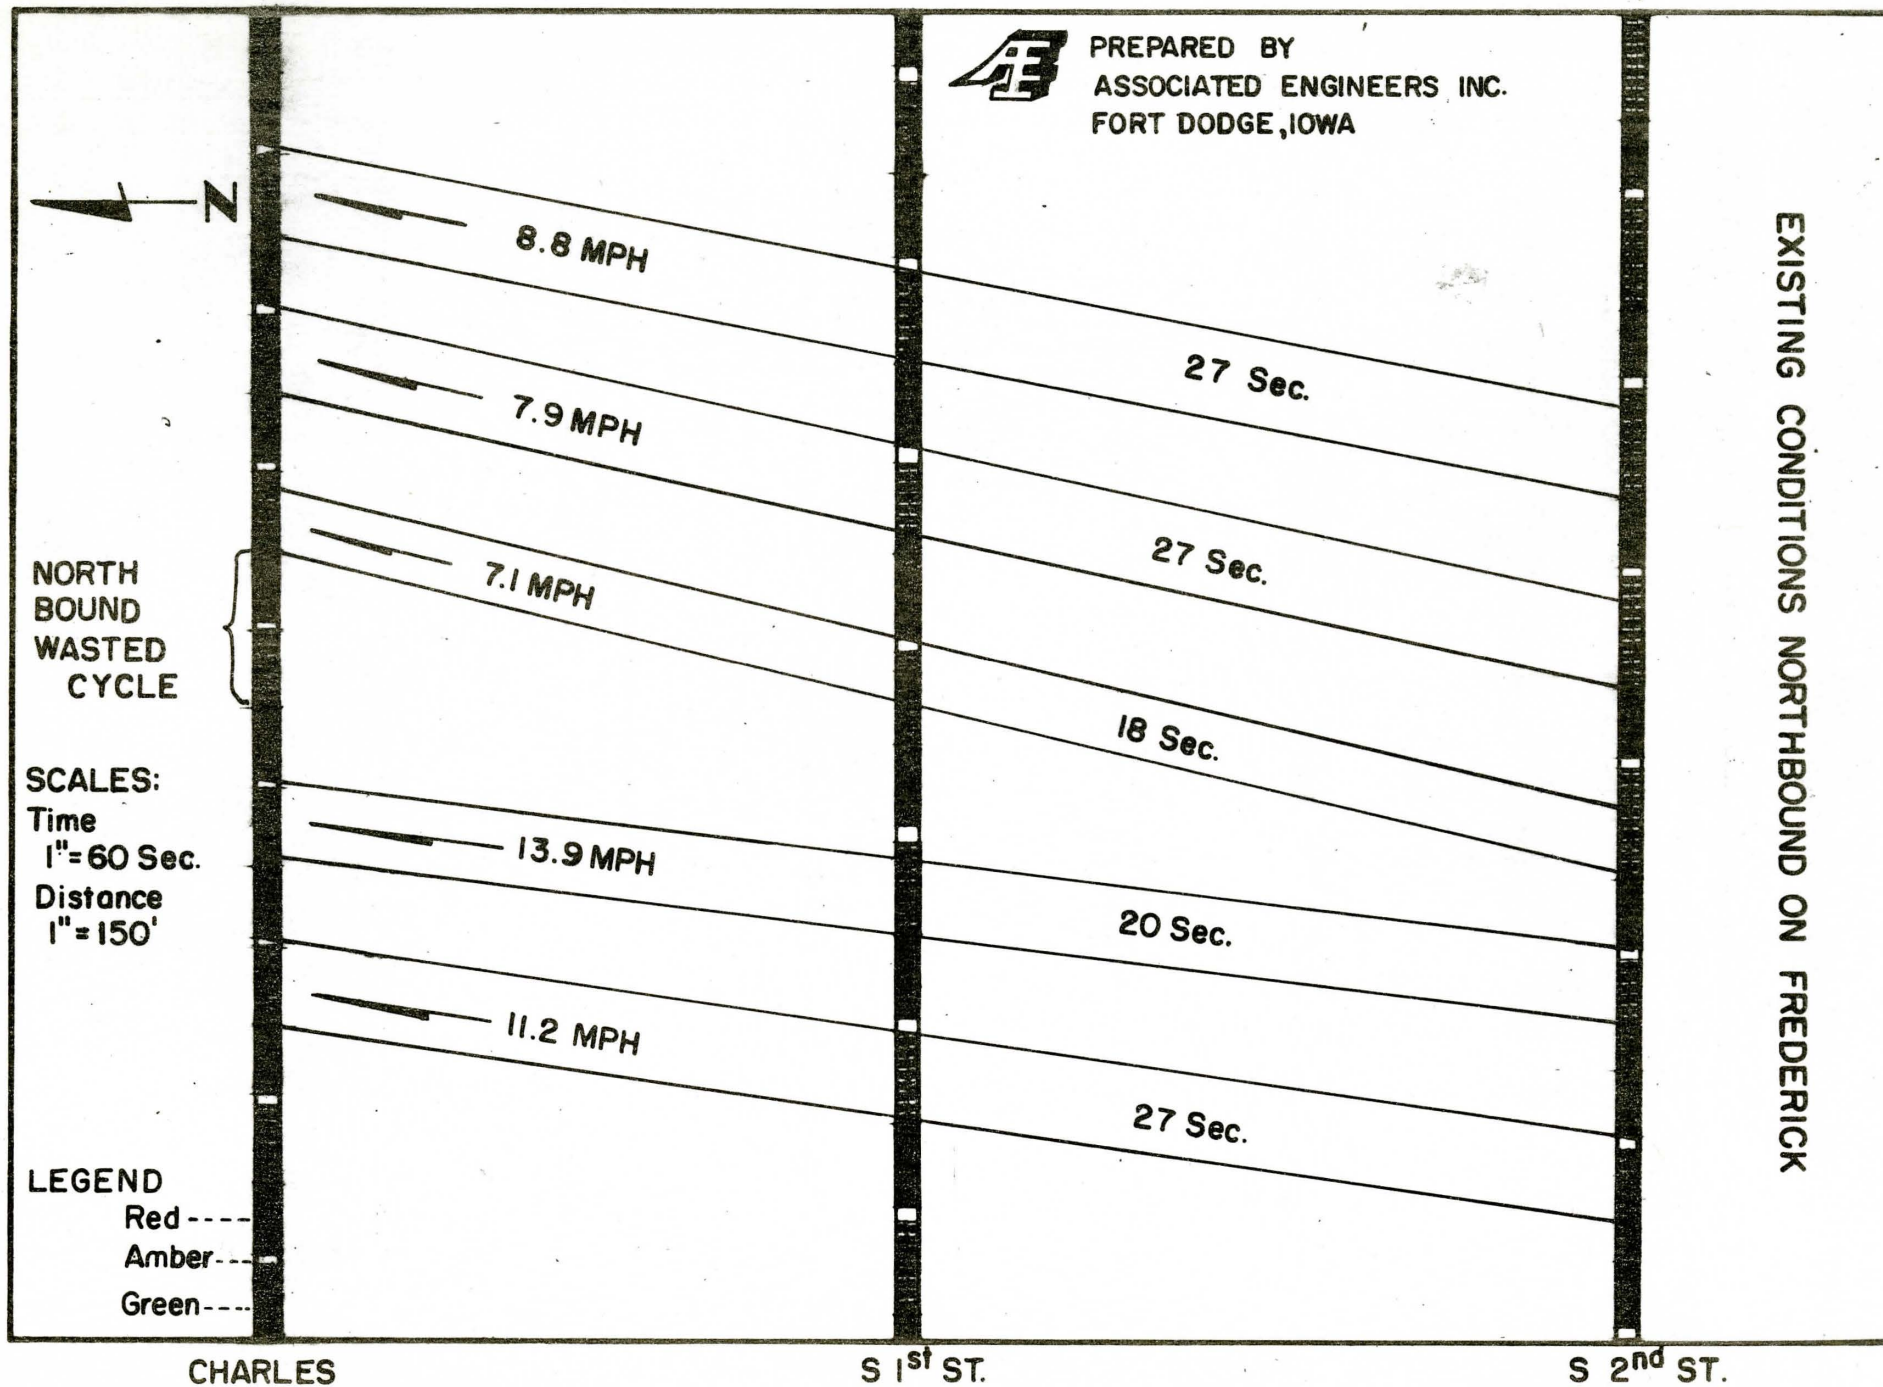 PREPARED BY
ASSOCIATED ENGINEERS INC.
FORT DODGE, IOWA
N
8.8 MPH
27 Sec.
7.9 MPH
27 Sec.
7.1 MPH
18 Sec.
13.9 MPH
20 Sec.
11.2 MPH
27 Sec.
NORTH
BOUND
WASTED
CYCLE
SCALES:
Time
1"=60 Sec.
Distance
1"=150'
LEGEND
Red ----
Amber---
Green----
EXISTING CONDITIONS NORTHBOUND ON FREDERICK
CHARLES
S 1st ST.
S 2nd ST.